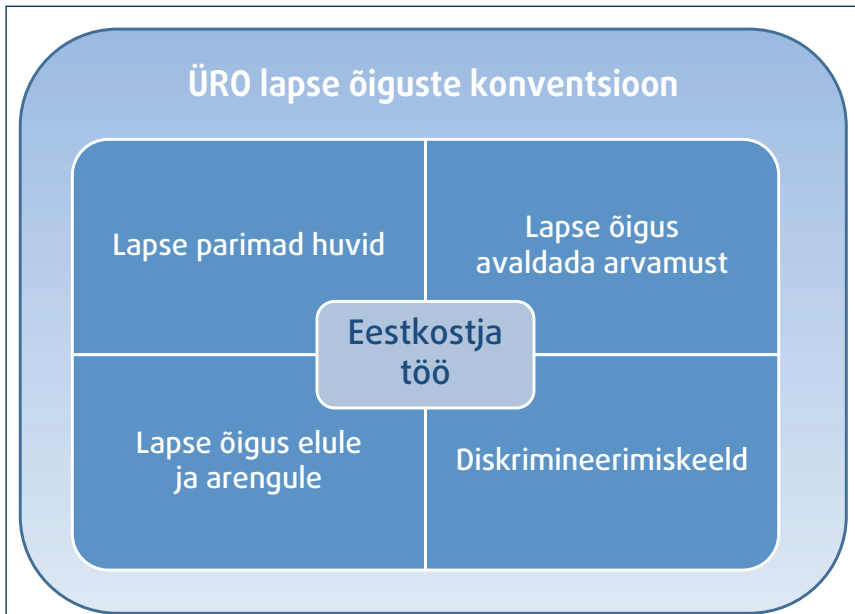 ÜRO lapse õiguste konventsioon
Lapse parimad huvid
Lapse õigus
avaldada arvamust
Eestkostja
töö
Lapse õigus elule
ja arengule
Diskrimineerimiskeeld